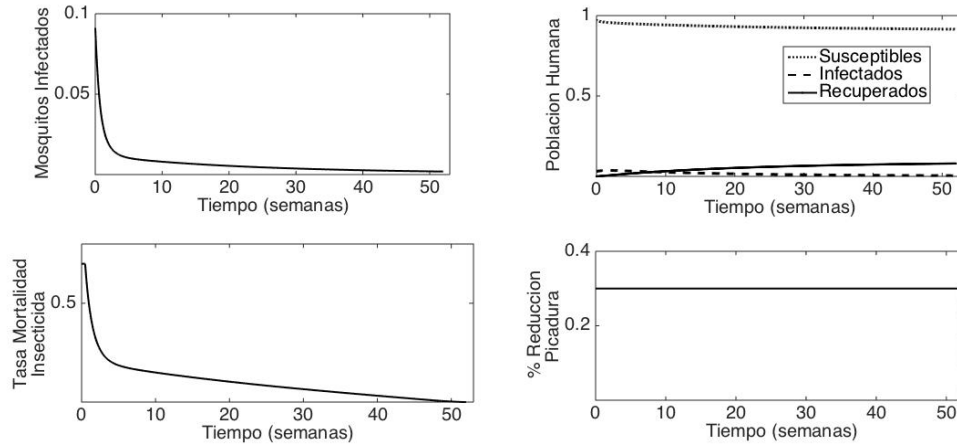 0.1
0.05
Mosquitos Infectados
0 10 20 30 40 50
Tiempo (semanas)
1
0.5
0
Poblacion Humana
Susceptibles
Infectados
Recuperados
0 10 20 30 40 50
Tiempo (semanas)
0.5
Tasa Mortalidad
Insecticida
0 10 20 30 40 50
Tiempo (semanas)
0.4
0.2
% Reduccion
Picadura
0 10 20 30 40 50
Tiempo (semanas)